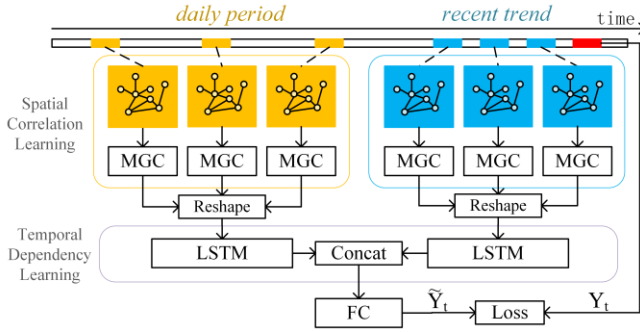 daily period
recent trend
time
Spatial
Correlation
Learning
MGC
MGC
MGC
MGC
MGC
MGC
Reshape
Reshape
Temporal
Dependency
Learning
LSTM
Concat
LSTM
FC
Ỹₜ
Loss
Yₜ